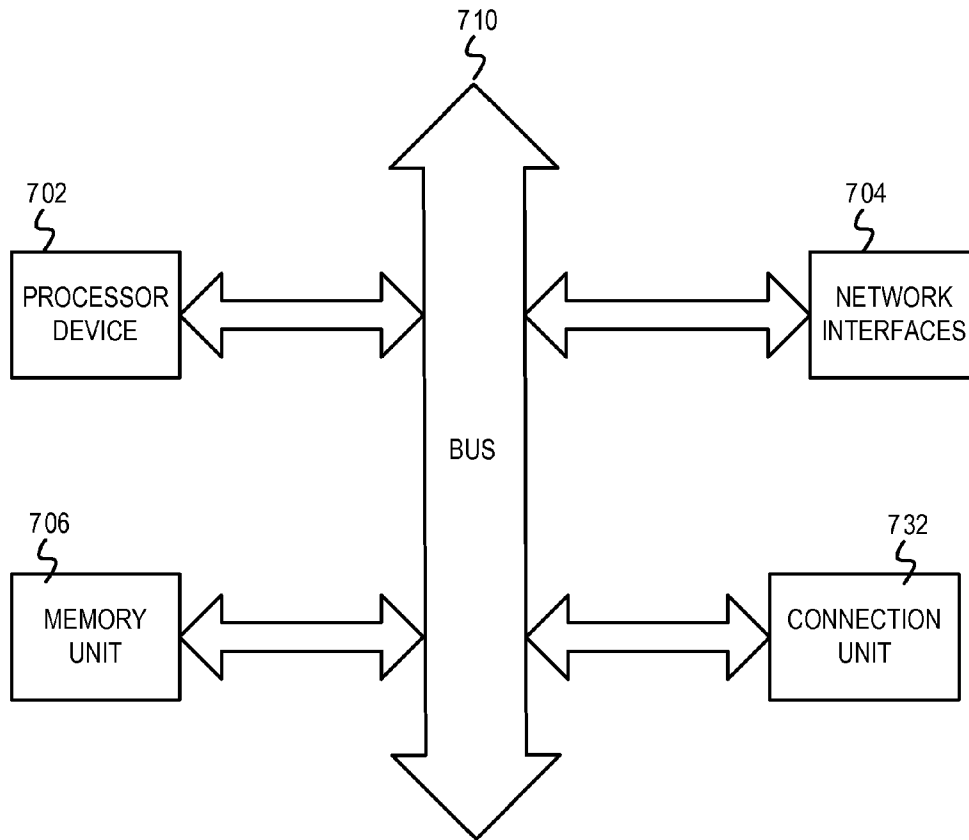 710
702
PROCESSOR
DEVICE
704
NETWORK
INTERFACES
BUS
706
MEMORY
UNIT
732
CONNECTION
UNIT